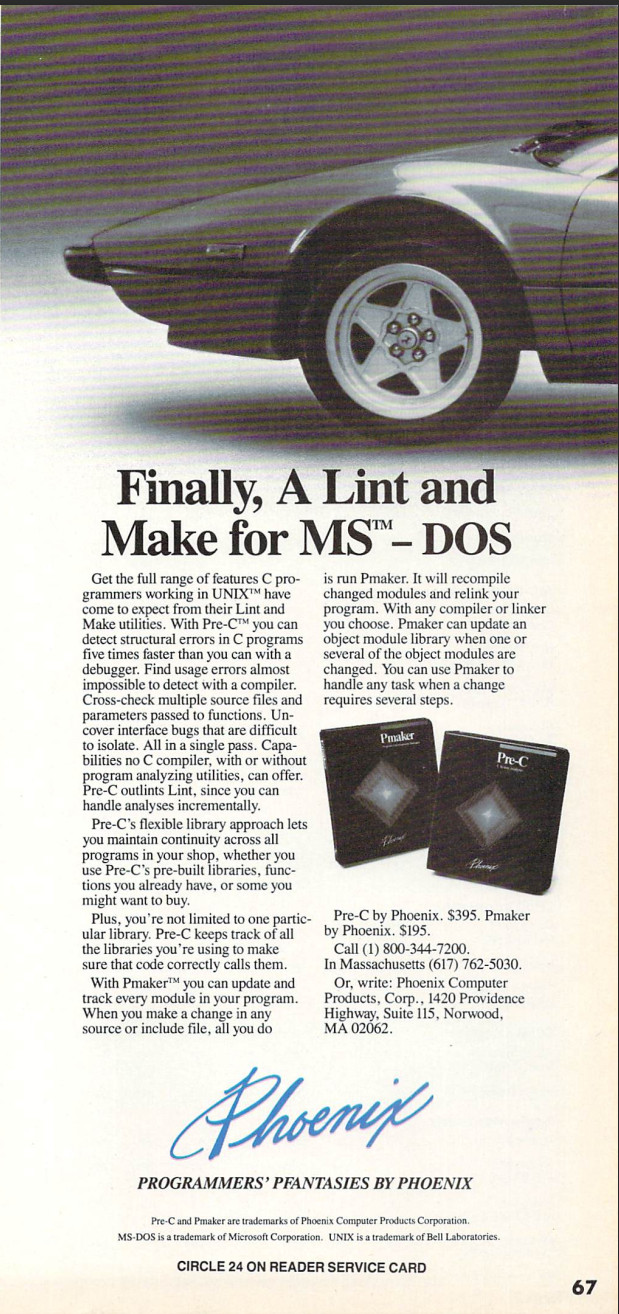 Finally, A Lint and
Make for MS™– DOS
Get the full range of features C pro-
grammers working in UNIX™ have
come to expect from their Lint and
Make utilities. With Pre-C™ you can
detect structural errors in C programs
five times faster than you can with a
debugger. Find usage errors almost
impossible to detect with a compiler.
Cross-check multiple source files and
parameters passed to functions. Un-
cover interface bugs that are difficult
to isolate. All in a single pass. Capa-
bilities no C compiler, with or without
program analyzing utilities, can offer.
Pre-C outlints Lint, since you can
handle analyses incrementally.
Pre-C's flexible library approach lets
you maintain continuity across all
programs in your shop, whether you
use Pre-C's pre-built libraries, func-
tions you already have, or some you
might want to buy.
Plus, you're not limited to one partic-
ular library. Pre-C keeps track of all
the libraries you're using to make
sure that code correctly calls them.
With Pmaker™ you can update and
track every module in your program.
When you make a change in any
source or include file, all you do
is run Pmaker. It will recompile
changed modules and relink your
program. With any compiler or linker
you choose. Pmaker can update an
object module library when one or
several of the object modules are
changed. You can use Pmaker to
handle any task when a change
requires several steps.
Pmaker
Phoenix
Pre-C
Phoenix
Pre-C by Phoenix. $395. Pmaker
by Phoenix. $195.
Call (1) 800-344-7200.
In Massachusetts (617) 762-5030.
Or, write: Phoenix Computer
Products, Corp., 1420 Providence
Highway, Suite 115, Norwood,
MA 02062.
Phoenix
PROGRAMMERS' PFANTASIES BY PHOENIX
Pre-C and Pmaker are trademarks of Phoenix Computer Products Corporation.
MS-DOS is a trademark of Microsoft Corporation. UNIX is a trademark of Bell Laboratories.
CIRCLE 24 ON READER SERVICE CARD
67